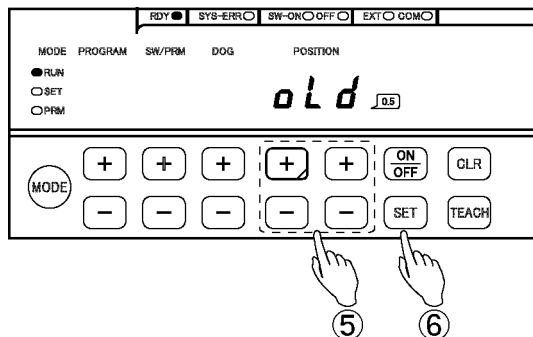 RDY SYS-ERR SW-ON OFF EXT COM
MODE PROGRAM SW/PRM DOG POSITION
RUN
SET
PRM
oLd 0.5
MODE + + + + + ON/OFF CLR
− − − − − SET TEACH
⑤ ⑥